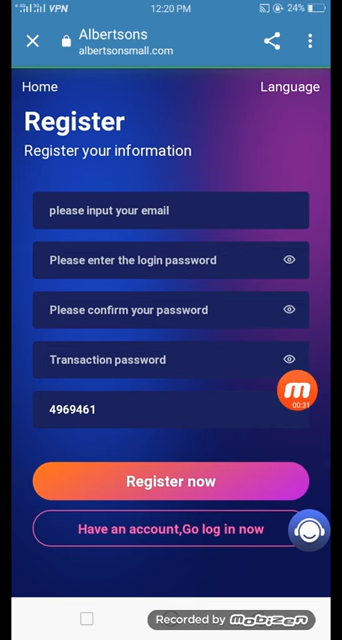 VPN 12:20 PM 24%
Albertsons
albertsonsmall.com
Home Language
Register
Register your information
please input your email
Please enter the login password
Please confirm your password
Transaction password
m
00:31
4969461
Register now
Have an account,Go log in now
Recorded by mobizen